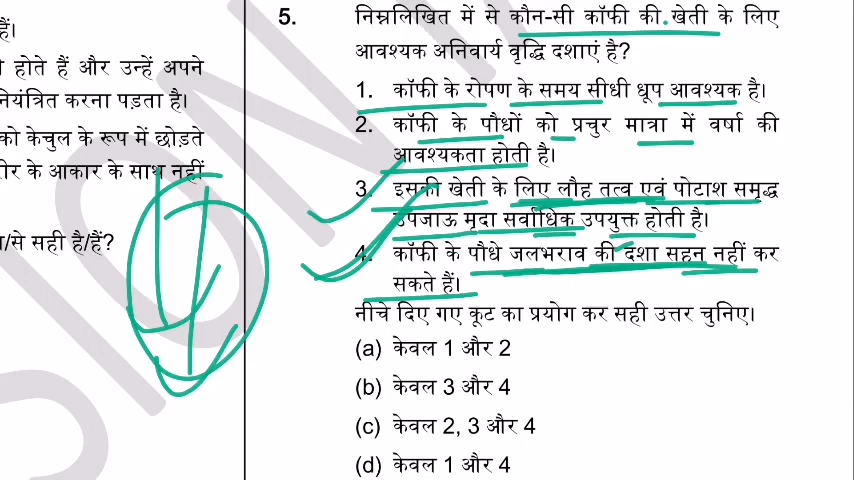 हैं।
होते हैं और उन्हें अपने
नियंत्रित करना पड़ता है।
को केचुल के रूप में छोड़ते
के आकार के साथ नहीं
/से सही है/हैं?
5. निम्नलिखित में से कौन-सी कॉफी की खेती के लिए
आवश्यक अनिवार्य वृद्धि दशाएं है?
1. कॉफी के रोपण के समय सीधी धूप आवश्यक है।
2. कॉफी के पौधों को प्रचुर मात्रा में वर्षा की
आवश्यकता होती है।
3. इसकी खेती के लिए लौह तत्व एवं पोटाश समृद्ध
उपजाऊ मृदा सर्वाधिक उपयुक्त होती है।
4. कॉफी के पौधे जलभराव की दशा सहन नहीं कर
सकते हैं।
नीचे दिए गए कूट का प्रयोग कर सही उत्तर चुनिए।
(a) केवल 1 और 2
(b) केवल 3 और 4
(c) केवल 2, 3 और 4
(d) केवल 1 और 4